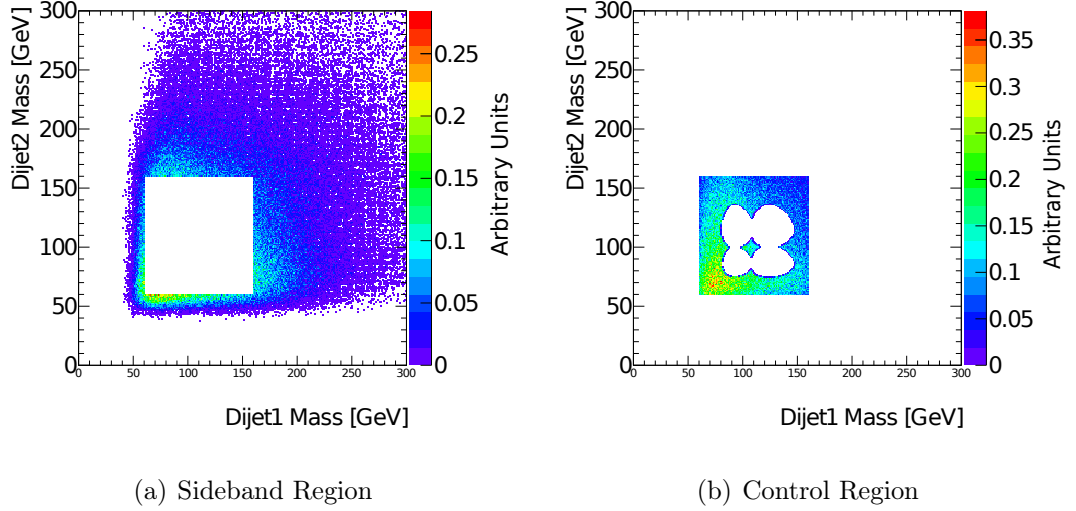 Dijet2 Mass [GeV]
300
250
200
150
100
50
0
0 50 100 150 200 250 300
Dijet1 Mass [GeV]
0.25
0.2
0.15
0.1
0.05
0
Arbitrary Units
(a) Sideband Region
Dijet2 Mass [GeV]
300
250
200
150
100
50
0
0 50 100 150 200 250 300
Dijet1 Mass [GeV]
0.35
0.3
0.25
0.2
0.15
0.1
0.05
0
Arbitrary Units
(b) Control Region